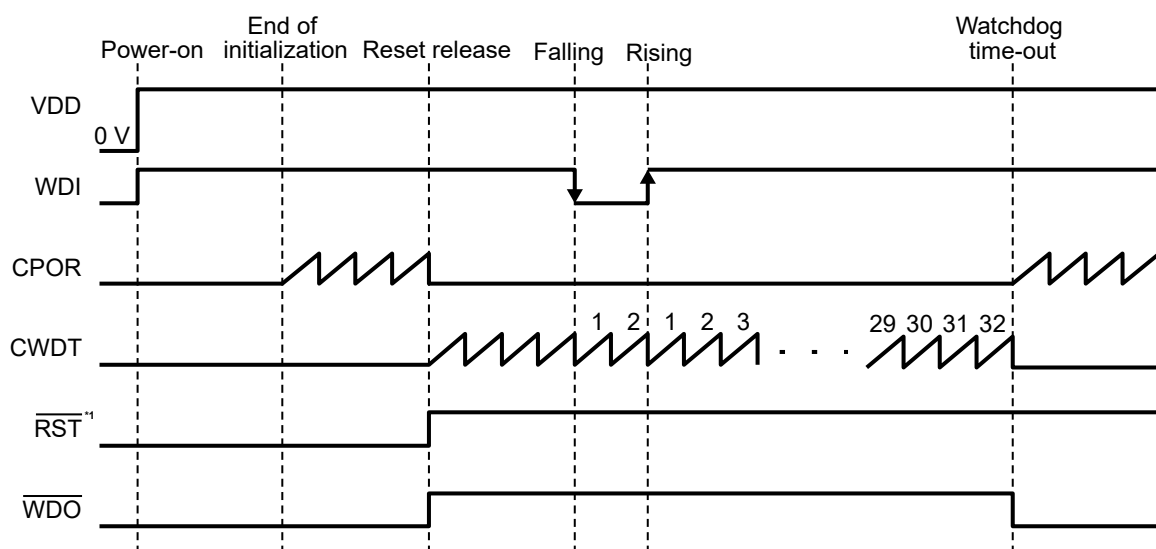 Power-on
End of
initialization
Reset release
Falling
Rising
Watchdog
time-out
VDD
0 V
WDI
CPOR
CWDT
1 2 1 2 3 · · · · 29 30 31 32
RST *1
WDO